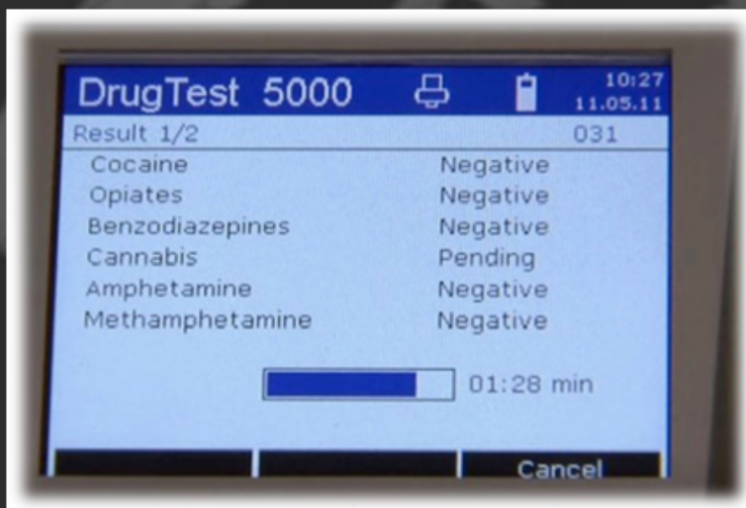 DrugTest 5000 10:27
11.05.11
Result 1/2 031
Cocaine Negative
Opiates Negative
Benzodiazepines Negative
Cannabis Pending
Amphetamine Negative
Methamphetamine Negative
01:28 min
Cancel